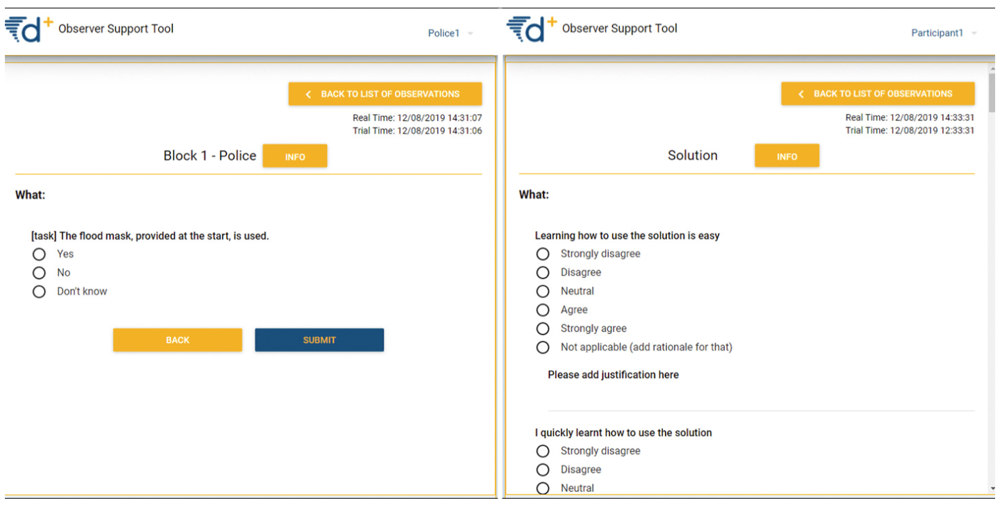 d+ Observer Support Tool
Police1
BACK TO LIST OF OBSERVATIONS
Real Time: 12/08/2019 14:31:07
Trial Time: 12/08/2019 14:31:06
Block 1 - Police
INFO
What:
[task] The flood mask, provided at the start, is used.
Yes
No
Don't know
BACK
SUBMIT
d+ Observer Support Tool
Participant1
BACK TO LIST OF OBSERVATIONS
Real Time: 12/08/2019 14:33:31
Trial Time: 12/08/2019 12:33:31
Solution
INFO
What:
Learning how to use the solution is easy
Strongly disagree
Disagree
Neutral
Agree
Strongly agree
Not applicable (add rationale for that)
Please add justification here
I quickly learnt how to use the solution
Strongly disagree
Disagree
Neutral